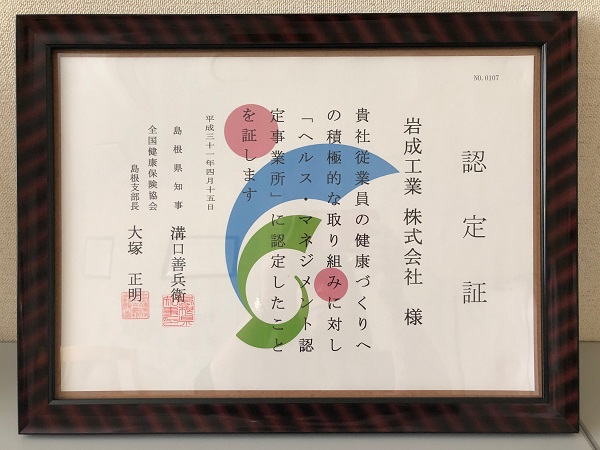 NO.0107
認定証
岩成工業 株式会社 様
貴社従業員の健康づくりへ
の積極的な取り組みに対し
「ヘルス・マネジメント認
定事業所」に認定したこと
を証します
平成三十一年四月十五日
島根県知事 溝口善兵衛
全国健康保険協会
島根支部長 大塚 正明